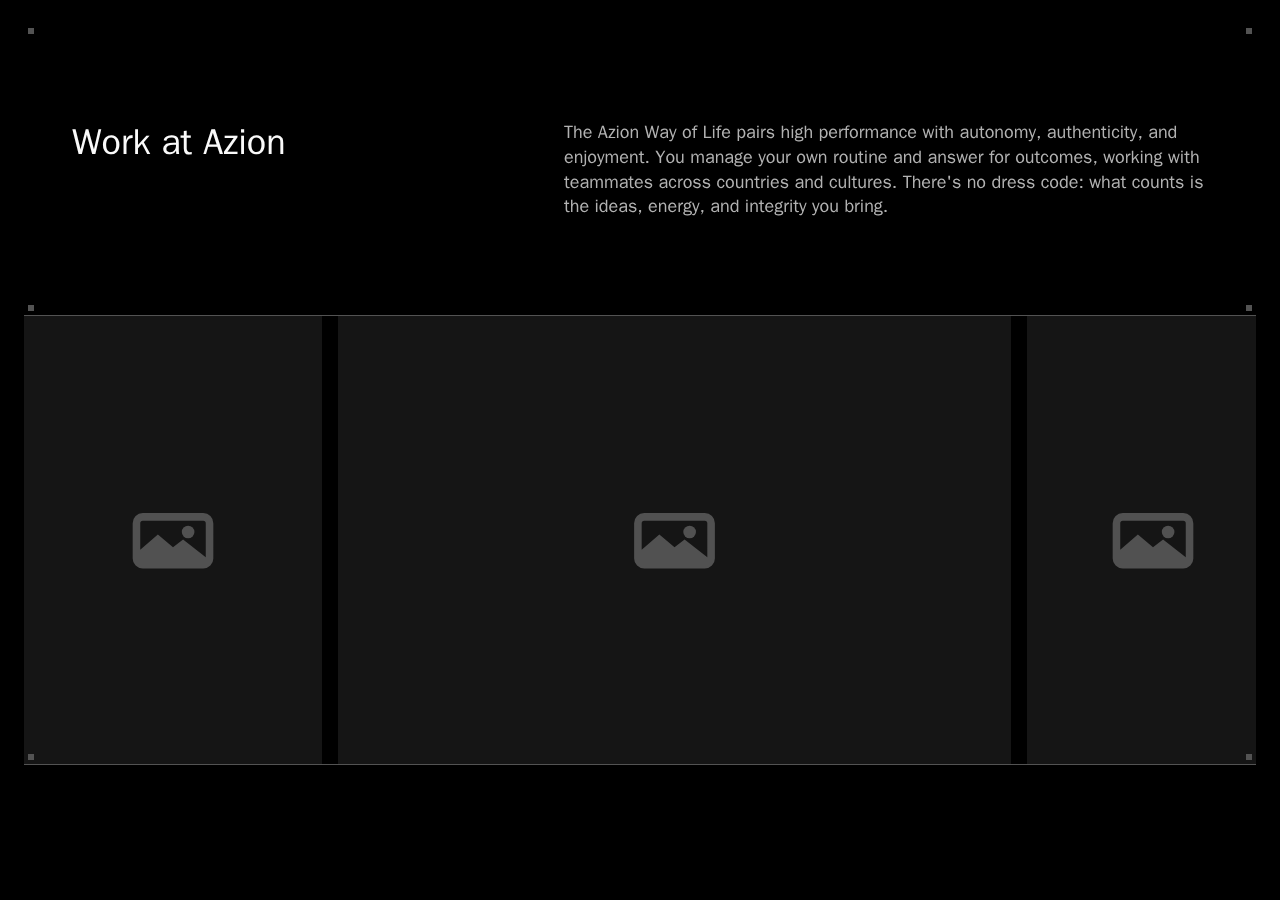 Work at Azion
The Azion Way of Life pairs high performance with autonomy, authenticity, and
enjoyment. You manage your own routine and answer for outcomes, working with
teammates across countries and cultures. There's no dress code: what counts is
the ideas, energy, and integrity you bring.